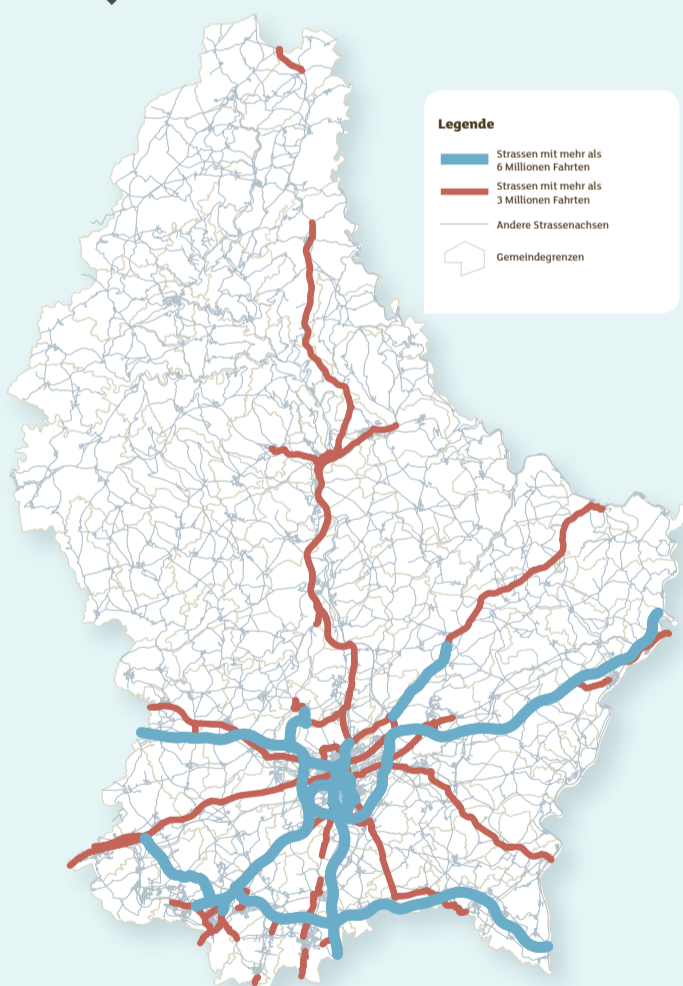 Legende
Strassen mit mehr als
6 Millionen Fahrten
Strassen mit mehr als
3 Millionen Fahrten
Andere Strassenachsen
Gemeindegrenzen